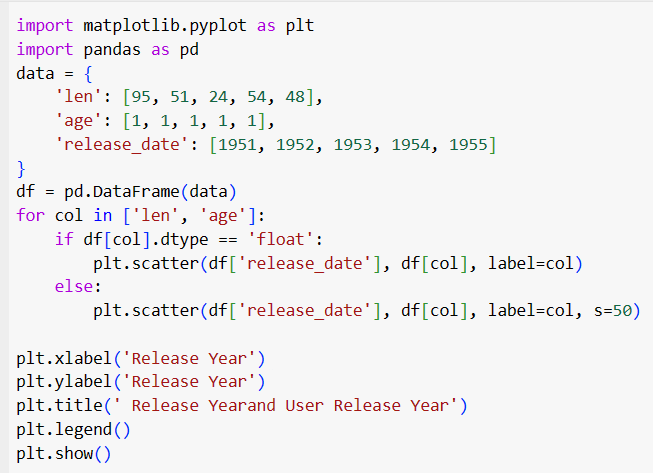 import matplotlib.pyplot as plt
import pandas as pd
data = {
    'len': [95, 51, 24, 54, 48],
    'age': [1, 1, 1, 1, 1],
    'release_date': [1951, 1952, 1953, 1954, 1955]
}
df = pd.DataFrame(data)
for col in ['len', 'age']:
    if df[col].dtype == 'float':
        plt.scatter(df['release_date'], df[col], label=col)
    else:
        plt.scatter(df['release_date'], df[col], label=col, s=50)

plt.xlabel('Release Year')
plt.ylabel('Release Year')
plt.title(' Release Yearand User Release Year')
plt.legend()
plt.show()